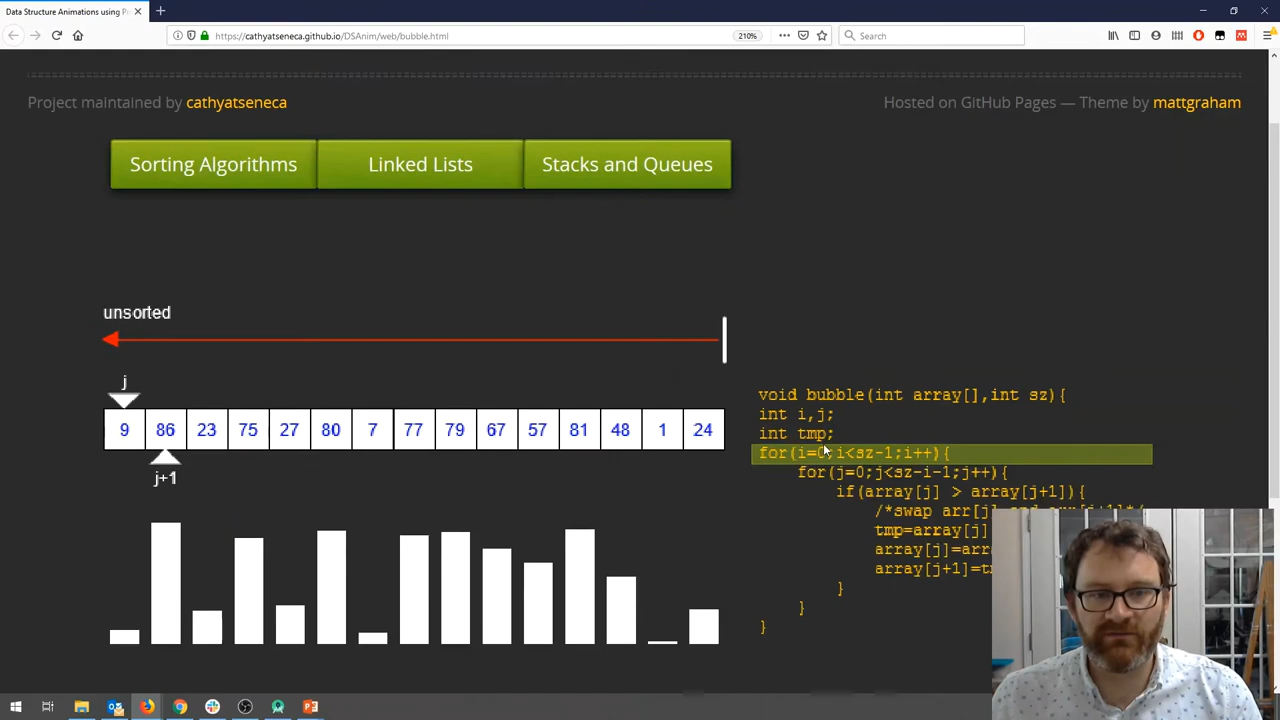 Data Structure Animations using Pr
https://cathyatseneca.github.io/DSAnim/web/bubble.html
210%
Search
Project maintained by cathyatseneca
Hosted on GitHub Pages — Theme by mattgraham
Sorting Algorithms
Linked Lists
Stacks and Queues
unsorted
j
9 86 23 75 27 80 7 77 79 67 57 81 48 1 24
j+1
void bubble(int array[],int sz){
int i,j;
int tmp;
for(i=0;i<sz-1;i++){
for(j=0;j<sz-i-1;j++){
if(array[j] > array[j+1]){
/*swap arr[j] and arr[j+1]*/
tmp=array[j]
array[j]=arr
array[j+1]=t
}
}
}